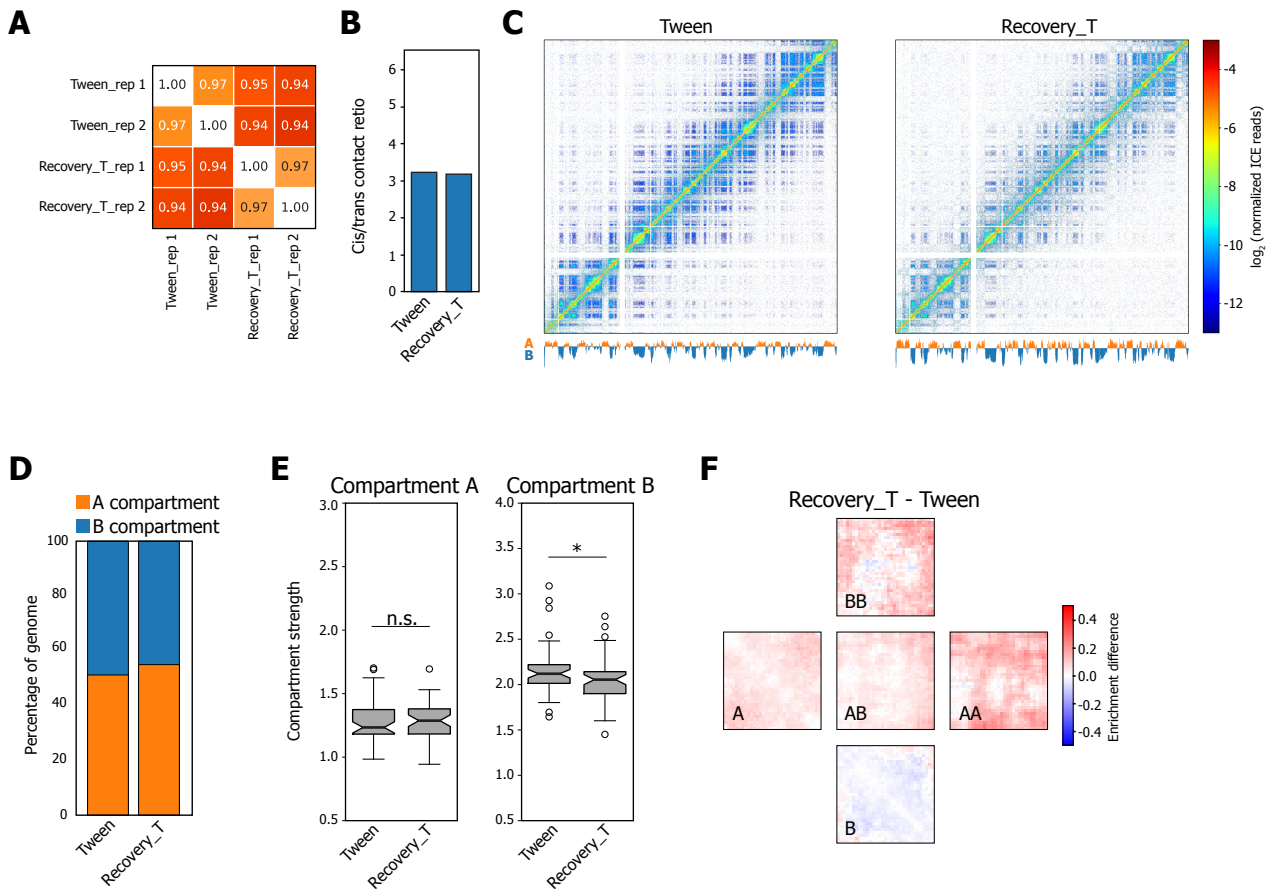 A
Tween_rep 1
Tween_rep 2
Recovery_T_rep 1
Recovery_T_rep 2
1.00 0.97 0.95 0.94
0.97 1.00 0.94 0.94
0.95 0.94 1.00 0.97
0.94 0.94 0.97 1.00
Tween_rep 1
Tween_rep 2
Recovery_T_rep 1
Recovery_T_rep 2
B
Cis/trans contact ratio
6
5
4
3
2
1
0
Tween
Recovery_T
C
Tween
Recovery_T
A
B
-4
-6
-8
-10
-12
log₂ (normalized ICE reads)
D
A compartment
B compartment
Percentage of genome
100
80
60
40
20
0
Tween
Recovery_T
E
Compartment A
Compartment strength
3.0
2.5
2.0
1.5
1.0
0.5
n.s.
Tween
Recovery_T
Compartment B
4.0
3.5
3.0
2.5
2.0
1.5
1.0
0.5
*
Tween
Recovery_T
F
Recovery_T - Tween
BB
A
AB
AA
B
0.4
0.2
0.0
-0.2
-0.4
Enrichment difference